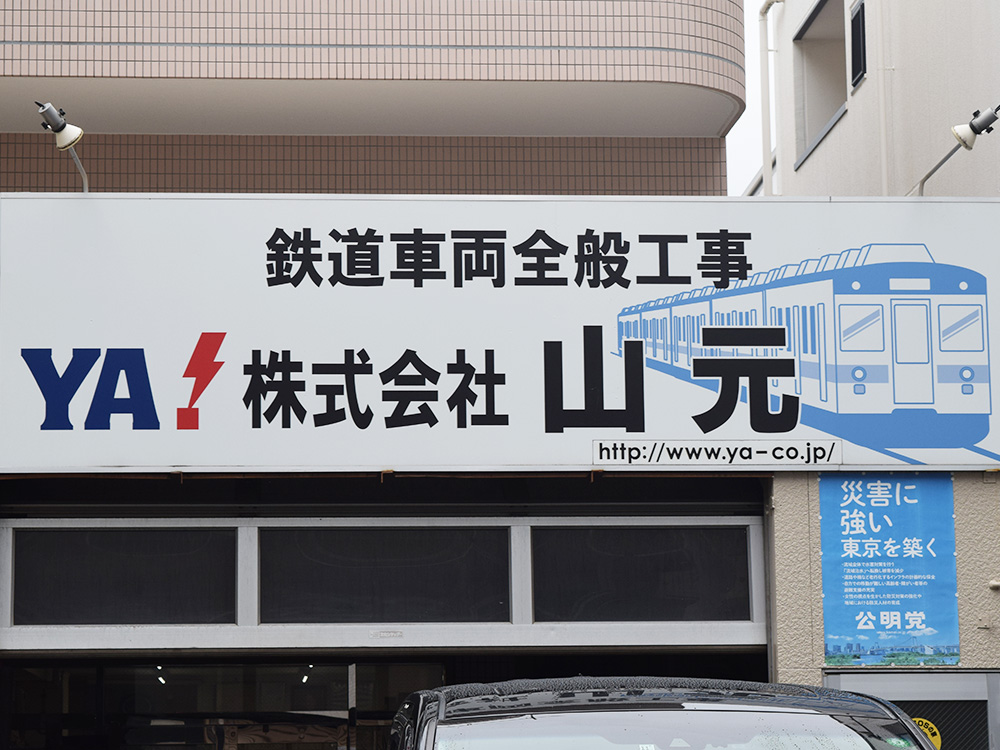 鉄道車両全般工事
YA! 株式会社 山元
http://www.ya-co.jp/
災害に
強い
東京を築く
公明党